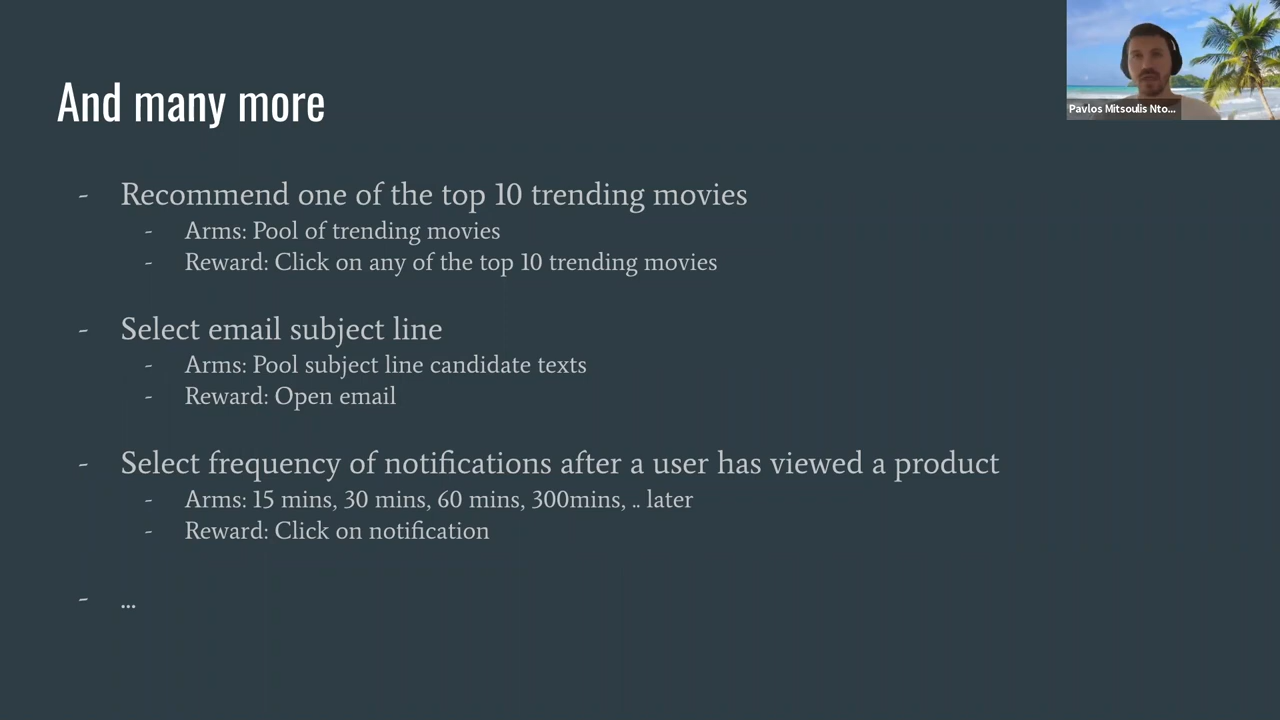 And many more
Pavlos Mitsoulis Nto...
- Recommend one of the top 10 trending movies
- Arms: Pool of trending movies
- Reward: Click on any of the top 10 trending movies
- Select email subject line
- Arms: Pool subject line candidate texts
- Reward: Open email
- Select frequency of notifications after a user has viewed a product
- Arms: 15 mins, 30 mins, 60 mins, 300mins, .. later
- Reward: Click on notification
- ...